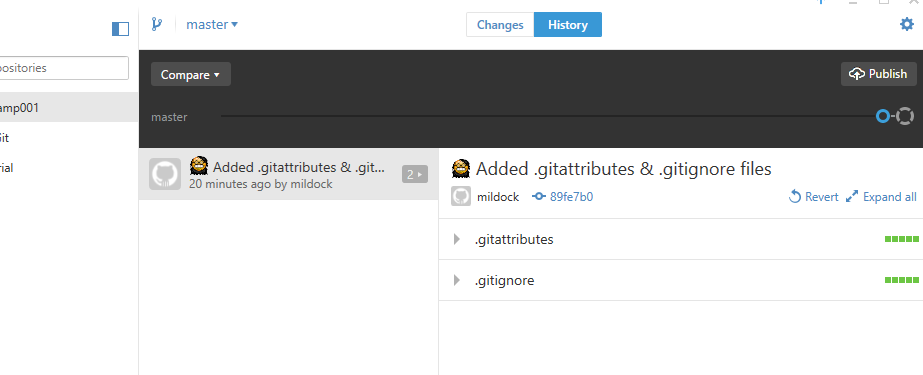 master
Changes
History
ositories
Compare
Publish
amp001
master
Git
rial
Added .gitattributes & .git...
20 minutes ago by mildock
2
Added .gitattributes & .gitignore files
mildock
89fe7b0
Revert
Expand all
.gitattributes
.gitignore